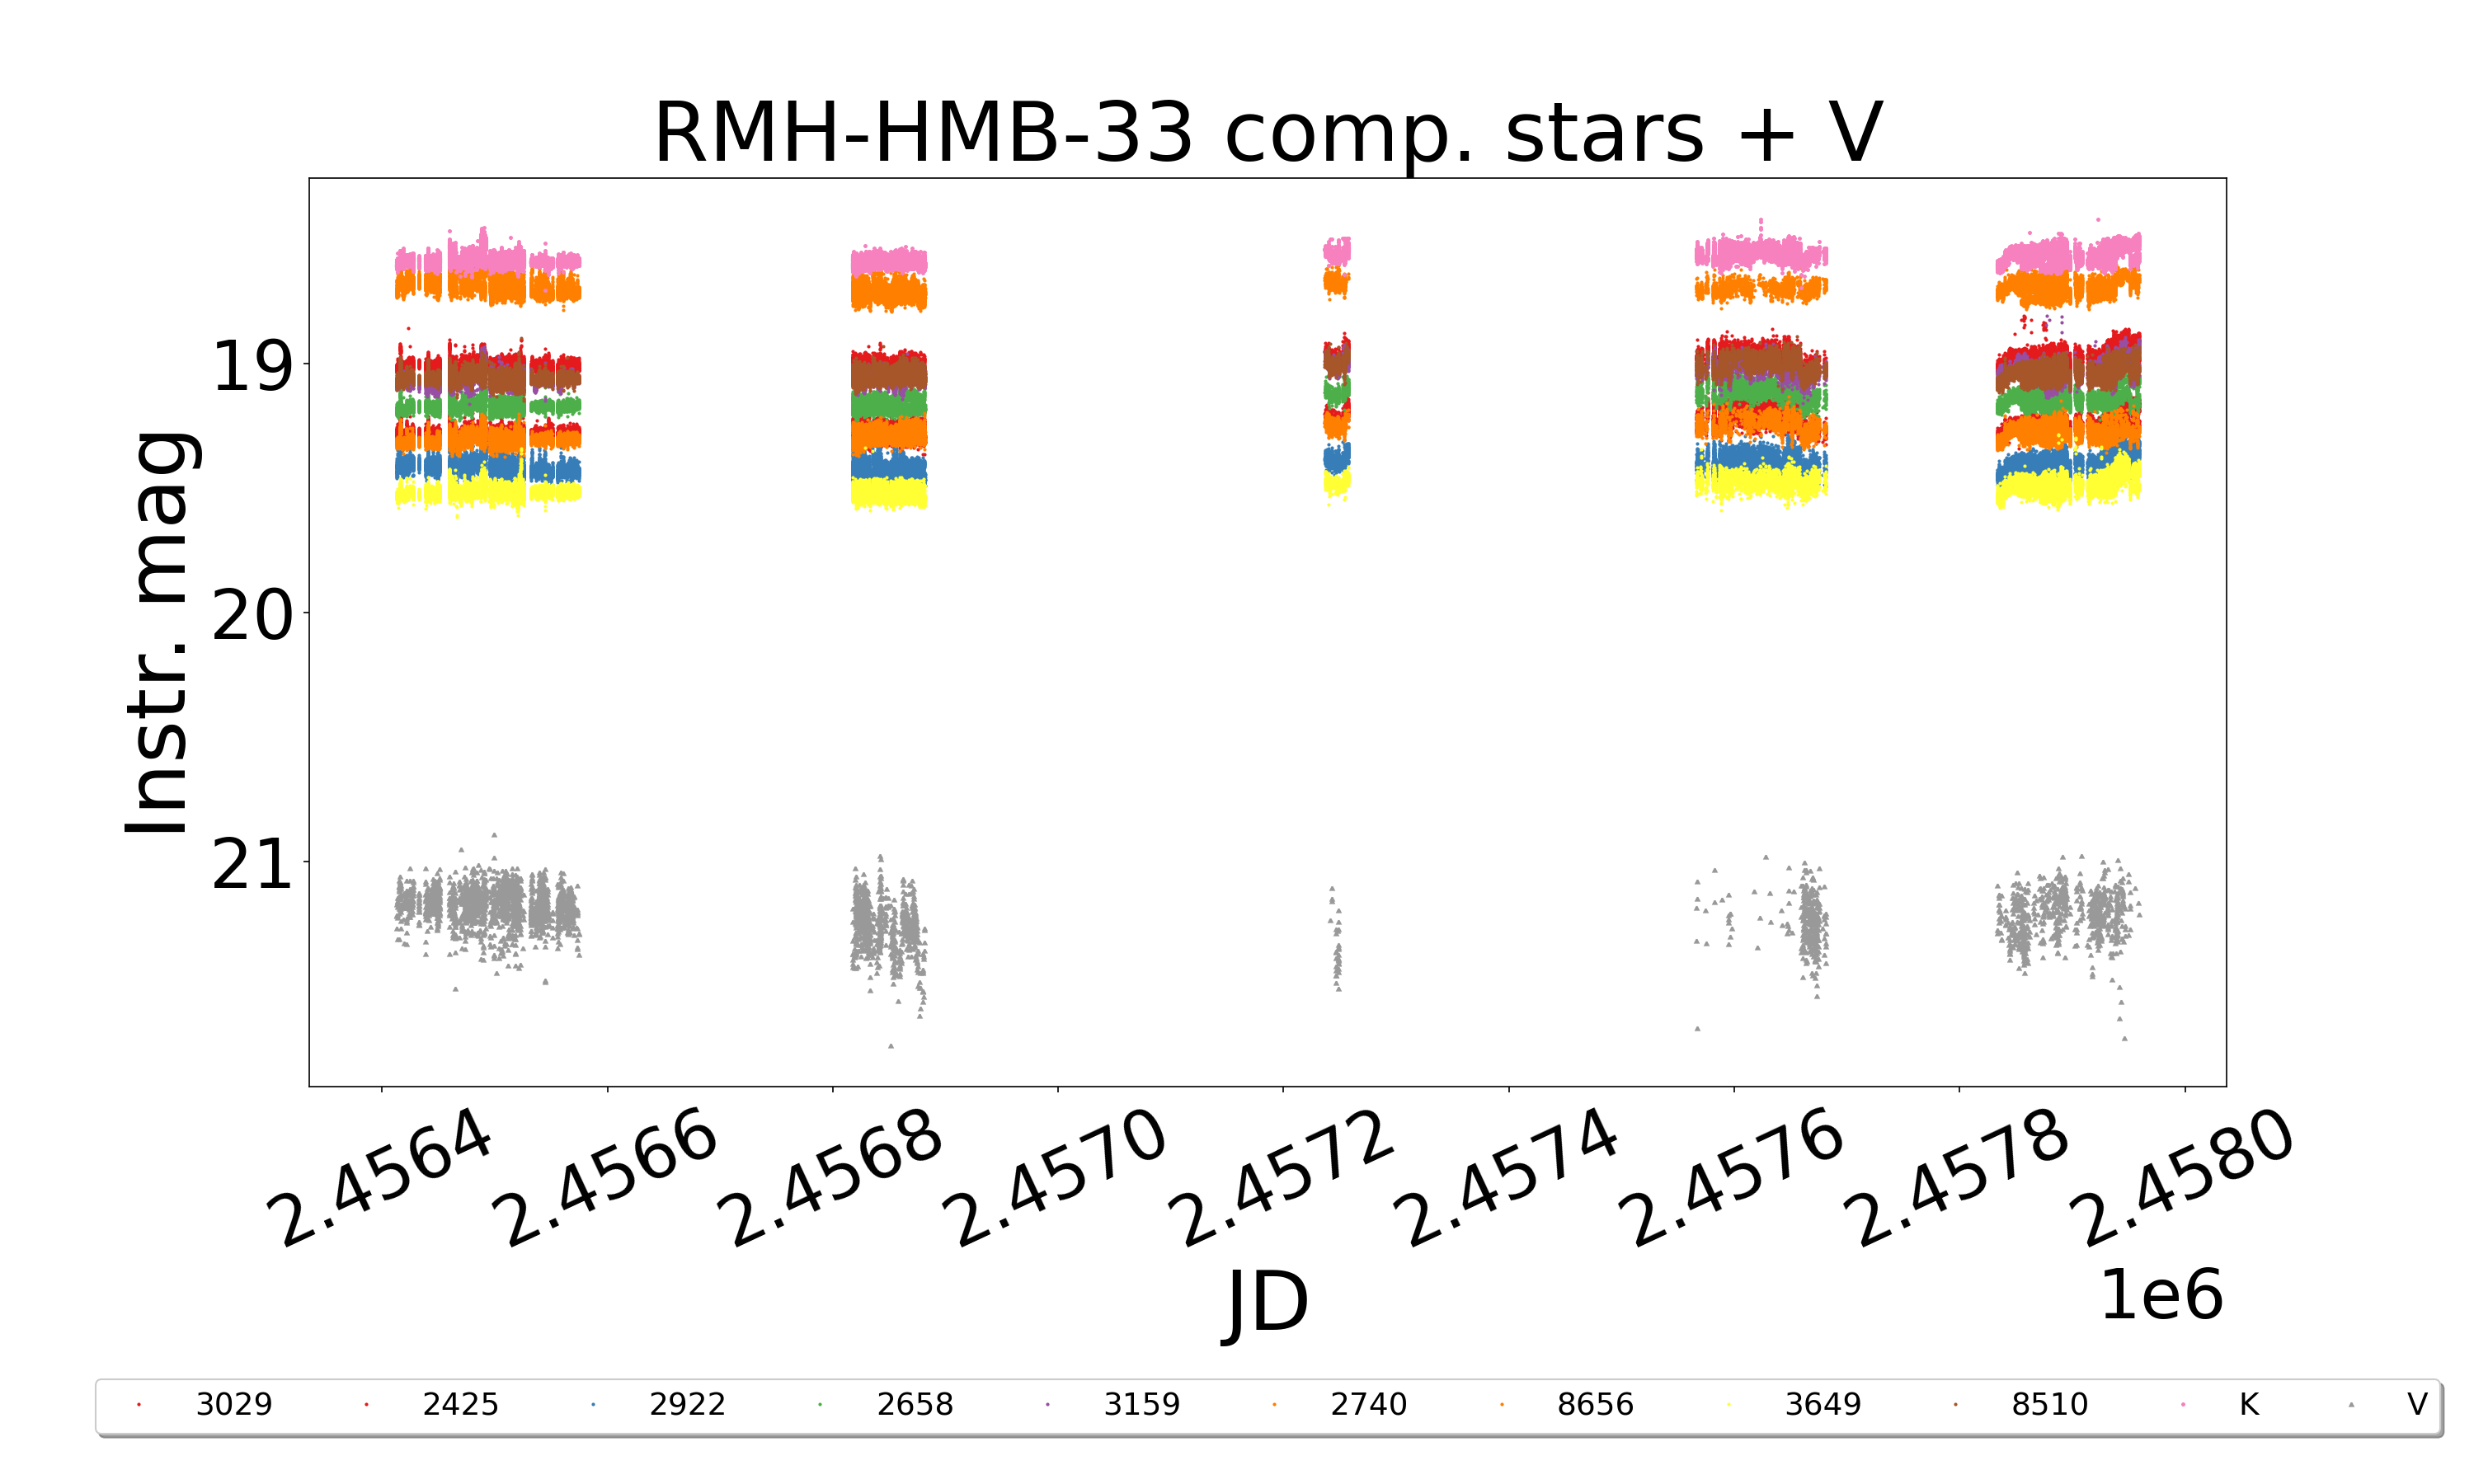 RMH-HMB-33 comp. stars + V
Instr. mag
19
20
21
2.4564 2.4566 2.4568 2.4570 2.4572 2.4574 2.4576 2.4578 2.4580
JD
1e6
3029 2425 2922 2658 3159 2740 8656 3649 8510 K V